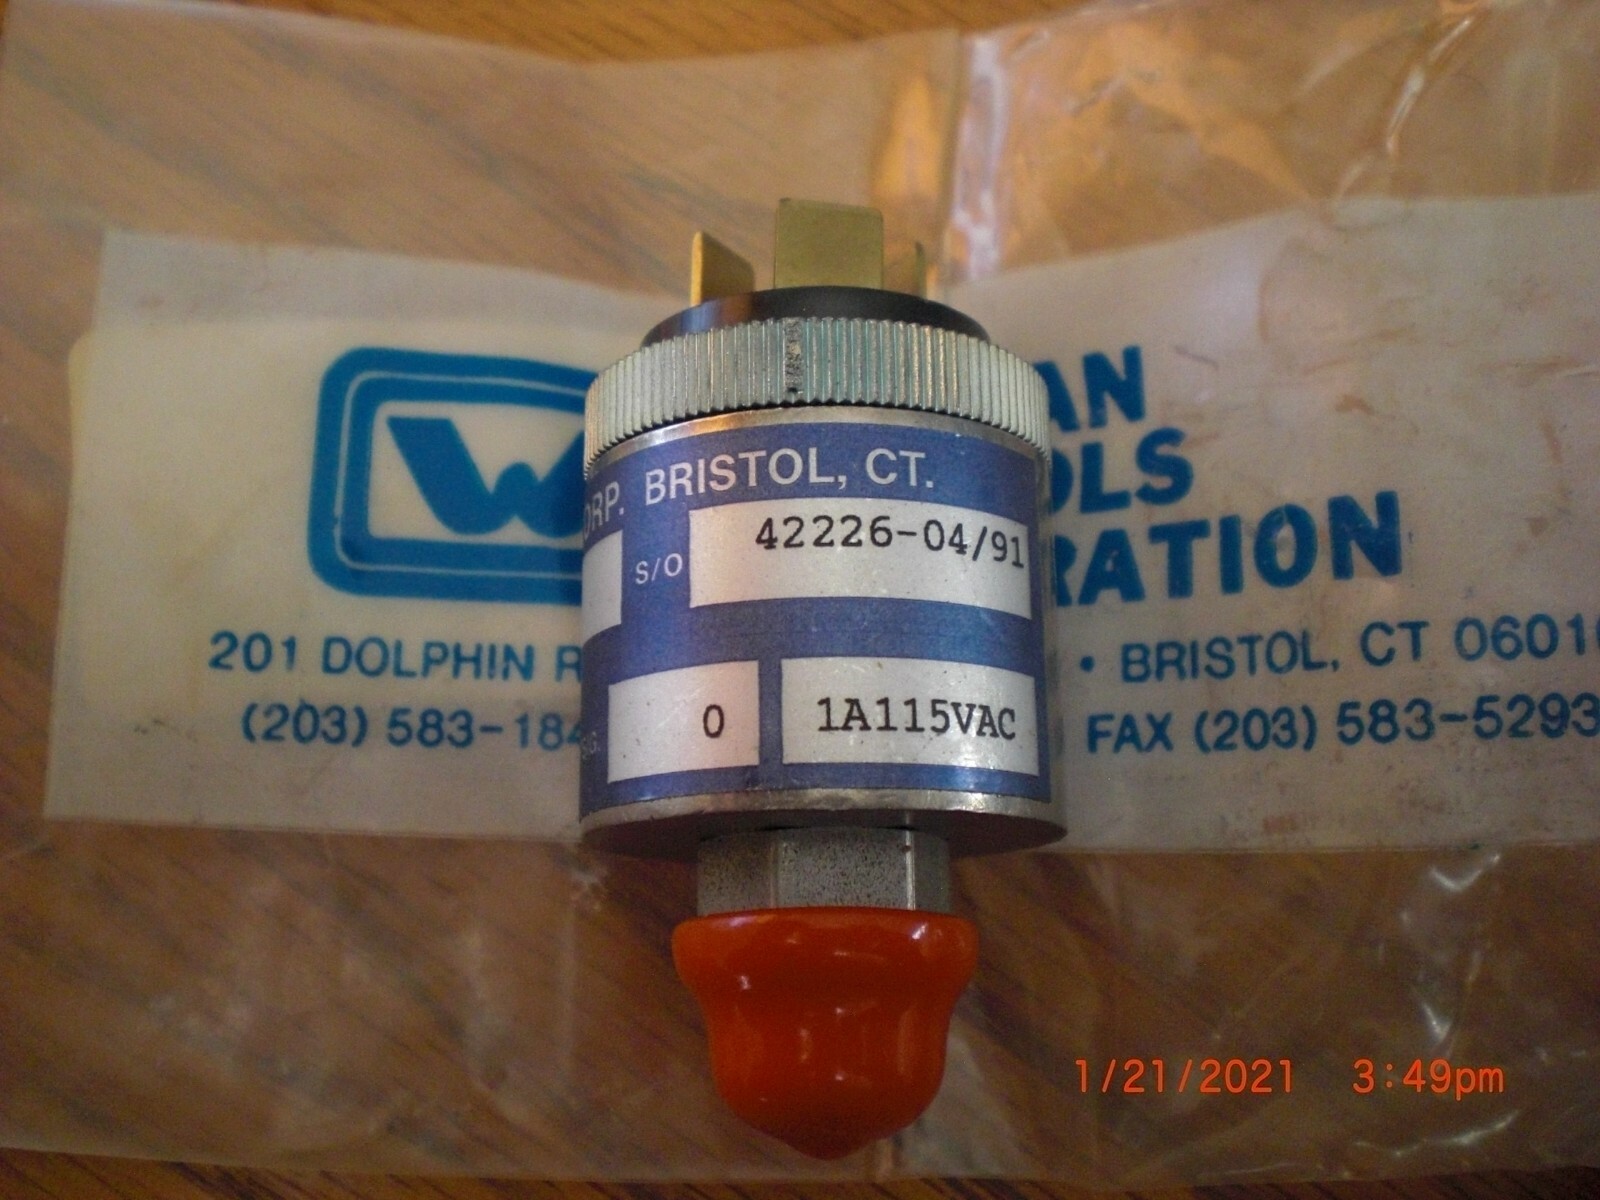 W
AN
OLS
RATION
201 DOLPHIN R
• BRISTOL, CT 06010
(203) 583-184
FAX (203) 583-5293
ORP. BRISTOL, CT.
S/O 42226-04/91
0 1A115VAC
1/21/2021 3:49pm